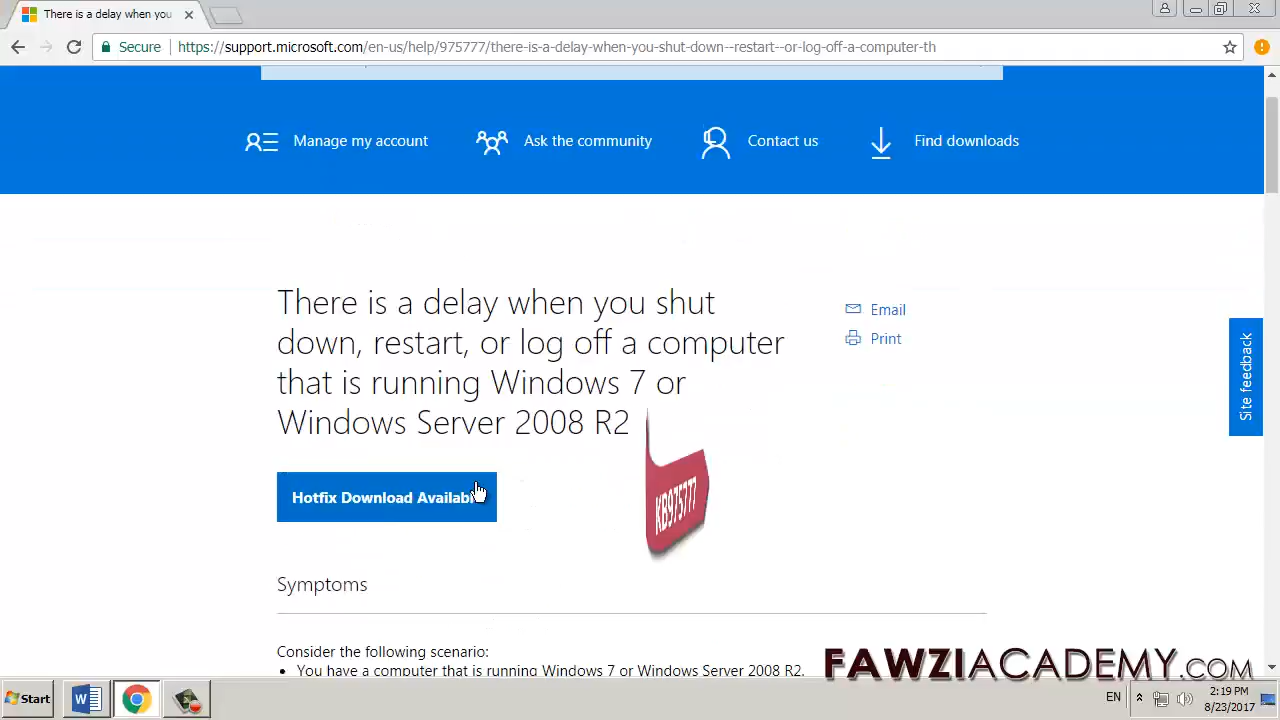 There is a delay when you
Secure https://support.microsoft.com/en-us/help/975777/there-is-a-delay-when-you-shut-down--restart--or-log-off-a-computer-th
Manage my account Ask the community Contact us Find downloads
There is a delay when you shut
down, restart, or log off a computer
that is running Windows 7 or
Windows Server 2008 R2
Email
Print
Site feedback
Hotfix Download Availab
KB975777
Symptoms
Consider the following scenario:
You have a computer that is running Windows 7 or Windows Server 2008 R2.
FAWZIACADEMY.COM
Start
EN
2:19 PM
8/23/2017